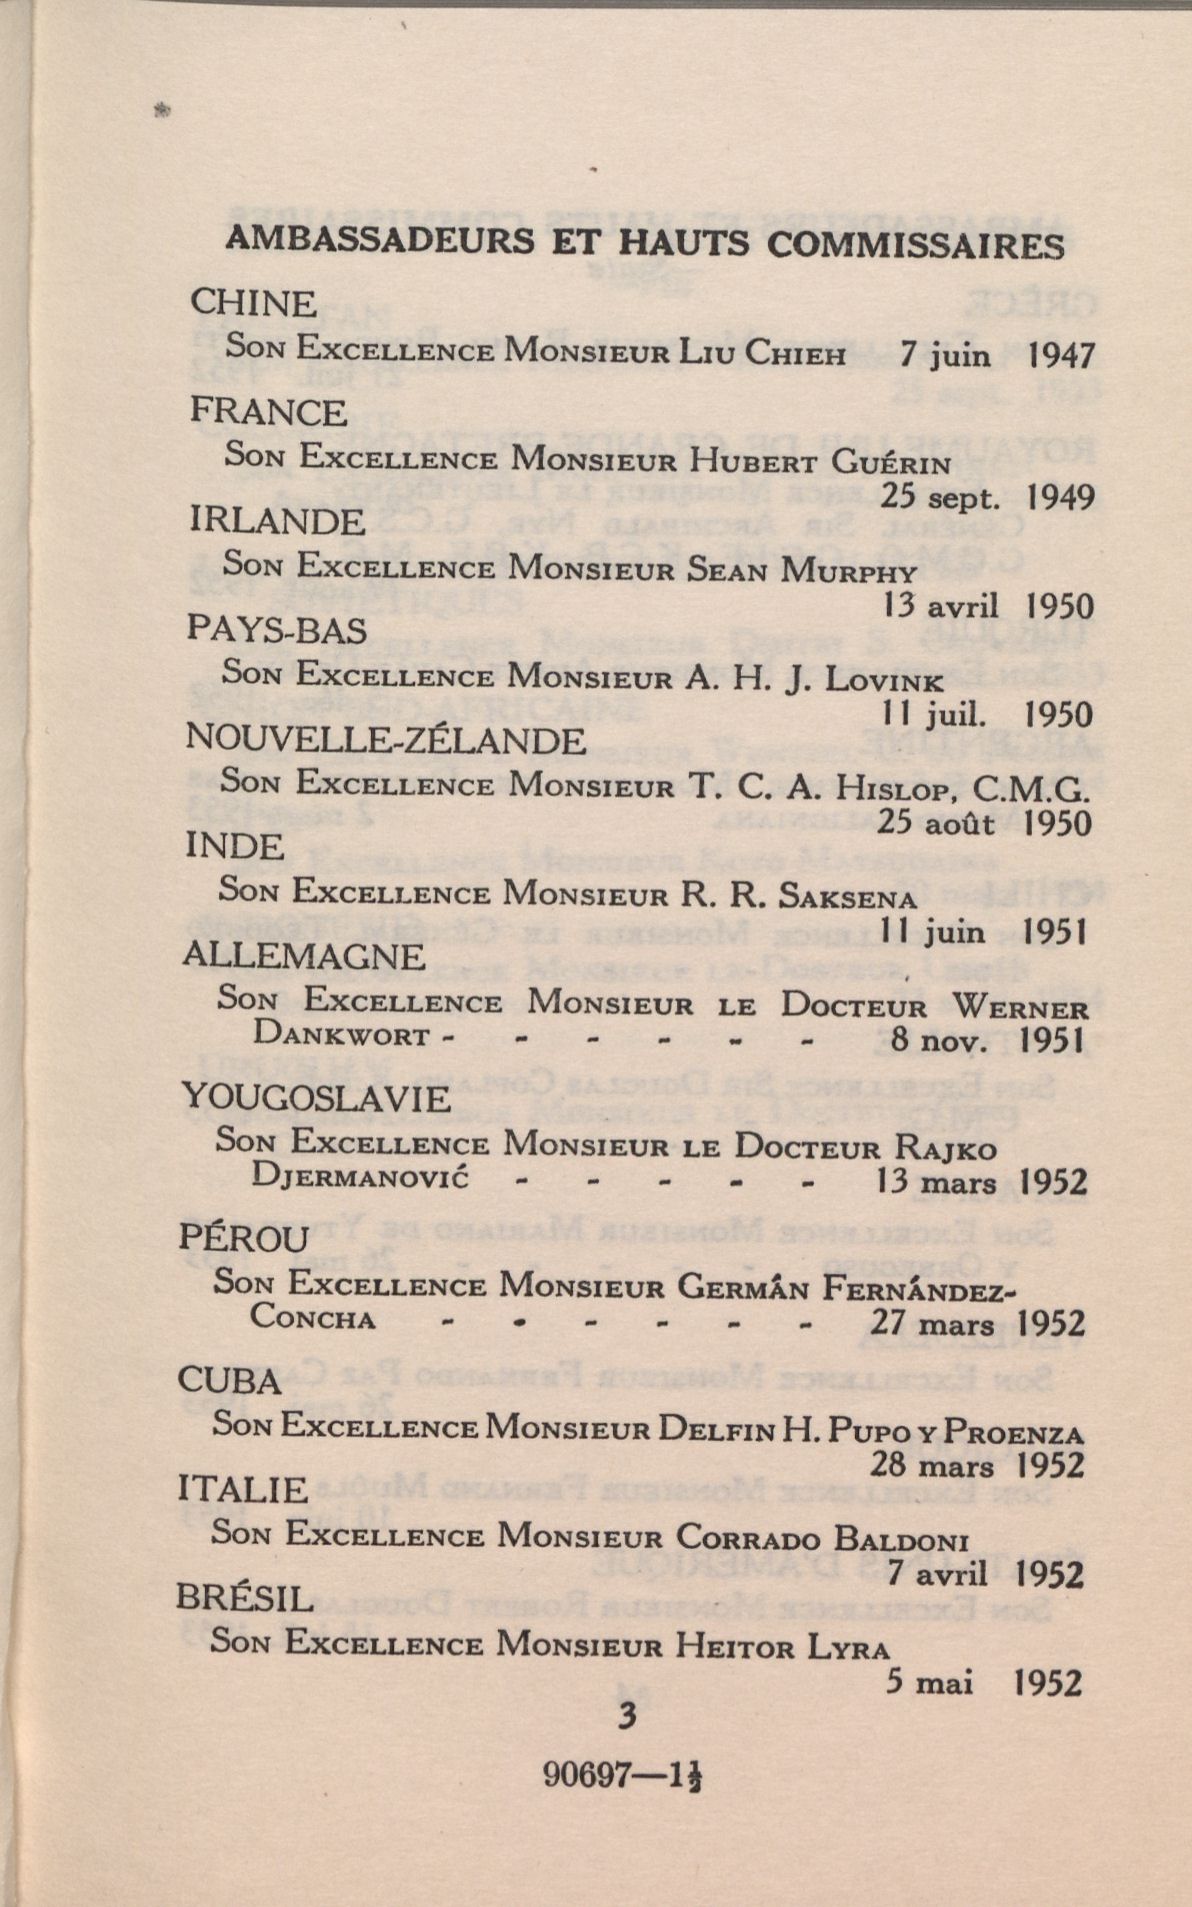 AMBASSADEURS ET HAUTS COMMISSAIRES
CHINE
SON EXCELLENCE MONSIEUR LIU CHIEH 7 juin 1947
FRANCE
SON EXCELLENCE MONSIEUR HUBERT GUÉRIN
25 sept. 1949
IRLANDE
SON EXCELLENCE MONSIEUR SEAN MURPHY
13 avril 1950
PAYS-BAS
SON EXCELLENCE MONSIEUR A. H. J. LOVINK
11 juil. 1950
NOUVELLE-ZÉLANDE
SON EXCELLENCE MONSIEUR T. C. A. HISLOP, C.M.G.
25 août 1950
INDE
SON EXCELLENCE MONSIEUR R. R. SAKSENA
11 juin 1951
ALLEMAGNE
SON EXCELLENCE MONSIEUR LE DOCTEUR WERNER
DANKWORT - - - - - - 8 nov. 1951
YOUGOSLAVIE
SON EXCELLENCE MONSIEUR LE DOCTEUR RAJKO
DJERMANOVIĆ - - - - - 13 mars 1952
PÉROU
SON EXCELLENCE MONSIEUR GERMÂN FERNÁNDEZ-
CONCHA - - - - - - 27 mars 1952
CUBA
SON EXCELLENCE MONSIEUR DELFIN H. PUPO Y PROENZA
28 mars 1952
ITALIE
SON EXCELLENCE MONSIEUR CORRADO BALDONI
7 avril 1952
BRÉSIL
SON EXCELLENCE MONSIEUR HEITOR LYRA
5 mai 1952
3
90697—1½